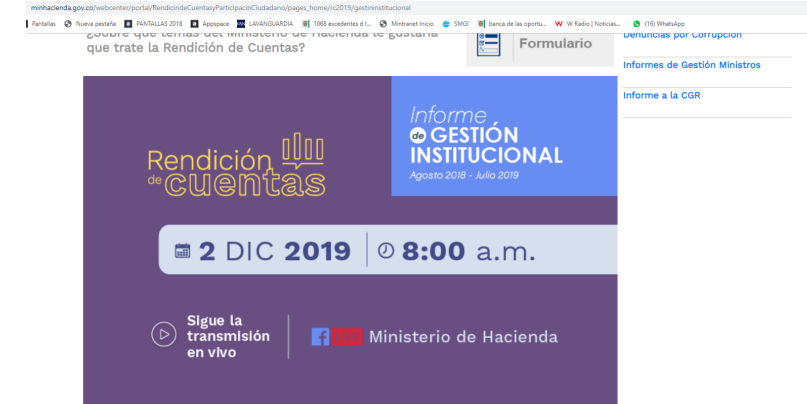 minhacienda.gov.co/webcenter/portal/RendicindeCuentasyParticipacinCiudadano/pages_home/rc2019/gestininstitucional
Pantallas Nueva pestaña PANTALLAS 2018 Appspace LAVANGUARDIA 1068 excedentes d l... Mintranet Inicio SMGI banca de las oportu... W Radio | Noticias... (16) WhatsApp
¿Sobre qué temas del Ministerio de Hacienda le gustaría
que trate la Rendición de Cuentas?
Formulario
Denuncias por Corrupción
Informes de Gestión Ministros
Informe a la CGR
Rendición
de cuentas
Informe
de GESTIÓN
INSTITUCIONAL
Agosto 2018 - Julio 2019
2 DIC 2019 8:00 a.m.
Sigue la
transmisión
en vivo
Ministerio de Hacienda